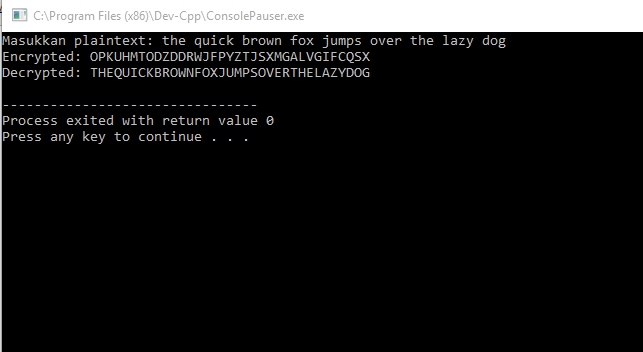 C:\Program Files (x86)\Dev-Cpp\ConsolePauser.exe
Masukkan plaintext: the quick brown fox jumps over the lazy dog
Encrypted: OPKUHMTODZDDRWJFPYZTJSXMGALVGIFCQSX
Decrypted: THEQUICKBROWNFOXJUMPSOVERTHELAZYDOG
--------------------------------
Process exited with return value 0
Press any key to continue . . .